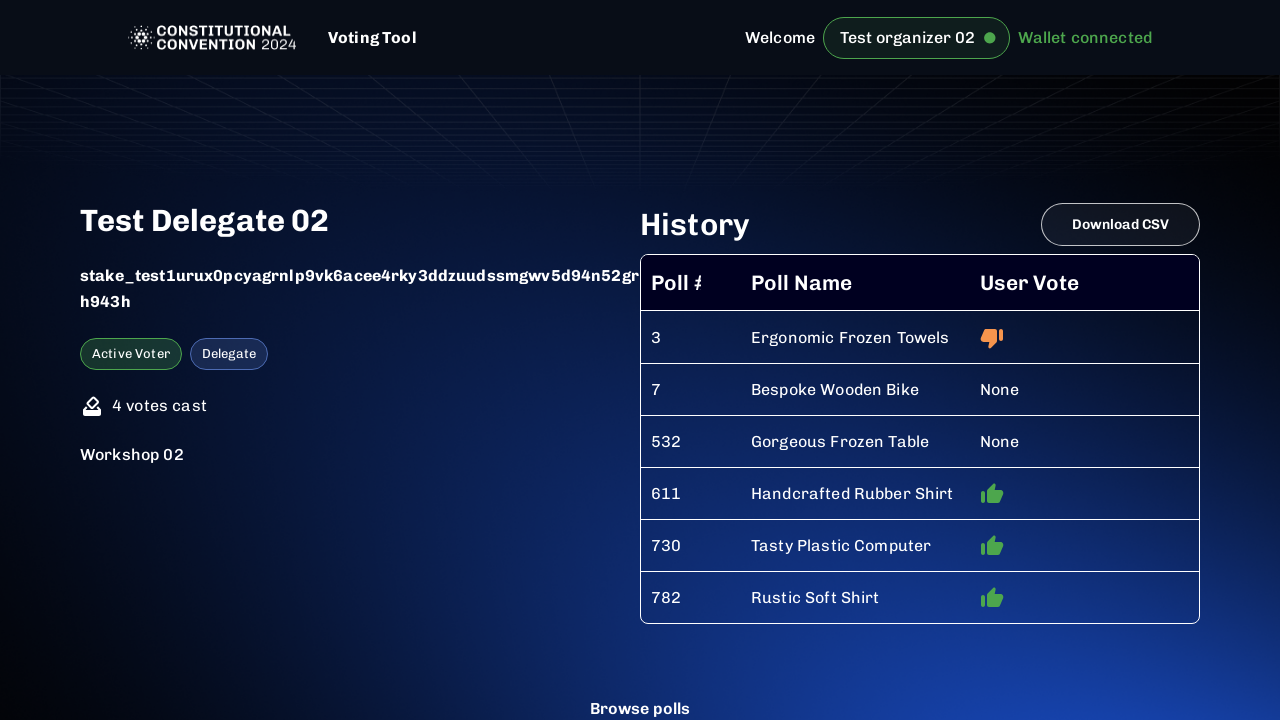 CONSTITUTIONAL
CONVENTION 2024
Voting Tool
Welcome
Test organizer 02
Wallet connected
Test Delegate 02
stake_test1urux0pcyagrnlp9vk6acee4rky3ddzuudssmgwv5d94n52gr
h943h
Active Voter
Delegate
4 votes cast
Workshop 02
History
Download CSV
Poll #
Poll Name
User Vote
3
Ergonomic Frozen Towels
7
Bespoke Wooden Bike
None
532
Gorgeous Frozen Table
None
611
Handcrafted Rubber Shirt
730
Tasty Plastic Computer
782
Rustic Soft Shirt
Browse polls